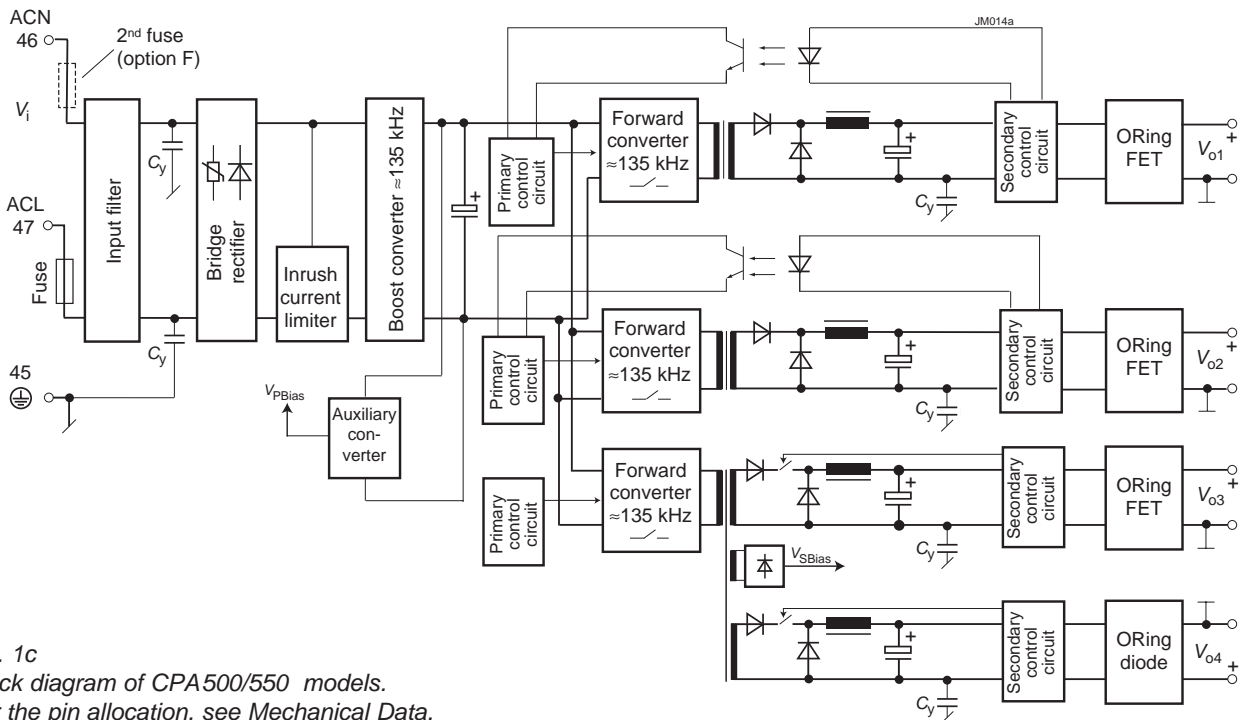 ACN
46
2nd fuse
(option F)
Vi
ACL
47
Fuse
45
Input filter
Cy
Cy
Bridge
rectifier
Inrush
current
limiter
Boost converter ≈135 kHz
+
VPBias
Auxiliary
con-
verter
JM014a
Primary
control
circuit
Forward
converter
≈135 kHz
+
Cy
Secondary
control
circuit
ORing
FET
Vo1
+
Primary
control
circuit
Forward
converter
≈135 kHz
+
Cy
Secondary
control
circuit
ORing
FET
Vo2
+
Primary
control
circuit
Forward
converter
≈135 kHz
+
Cy
Secondary
control
circuit
ORing
FET
Vo3
+
VSBias
+
Cy
Secondary
control
circuit
ORing
diode
Vo4
+
. 1c
ck diagram of CPA500/550 models.
the pin allocation, see Mechanical Data.